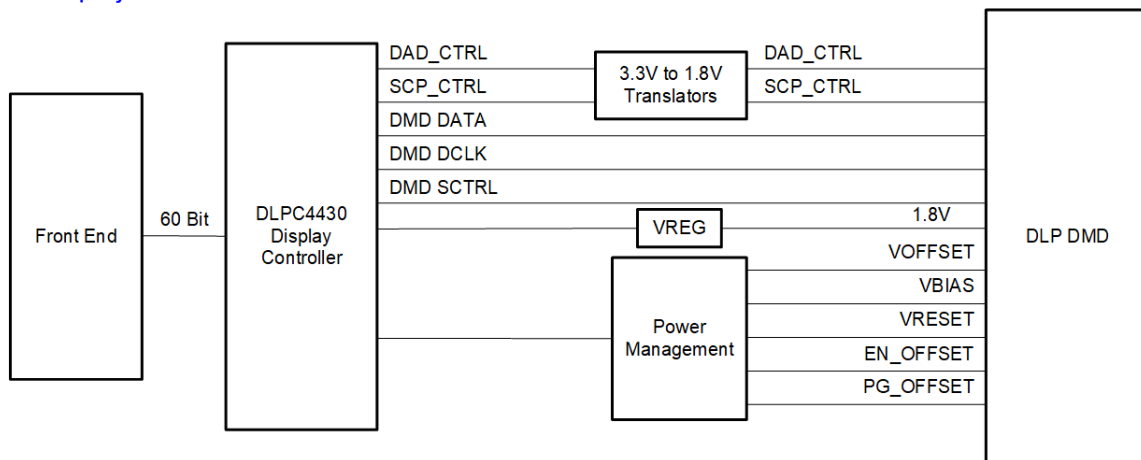 DAD_CTRL
SCP_CTRL
DMD DATA
DMD DCLK
DMD SCTRL
3.3V to 1.8V
Translators
DAD_CTRL
SCP_CTRL
60 Bit
Front End
DLPC4430
Display
Controller
VREG
1.8V
DLP DMD
VOFFSET
VBIAS
VRESET
EN_OFFSET
PG_OFFSET
Power
Management